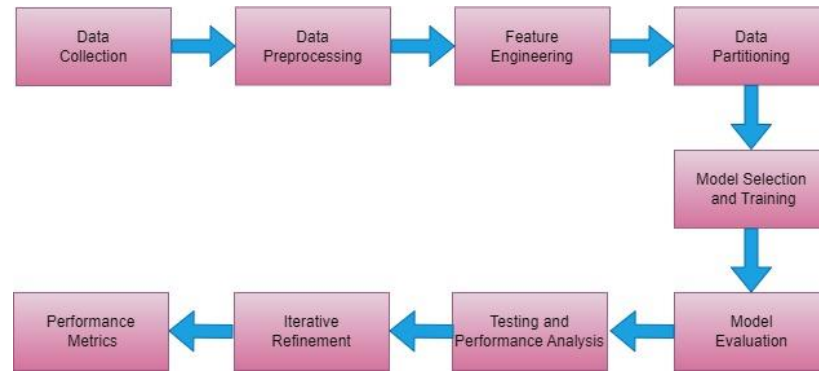 Data
Collection
Data
Preprocessing
Feature
Engineering
Data
Partitioning
Model Selection
and Training
Model
Evaluation
Testing and
Performance Analysis
Iterative
Refinement
Performance
Metrics